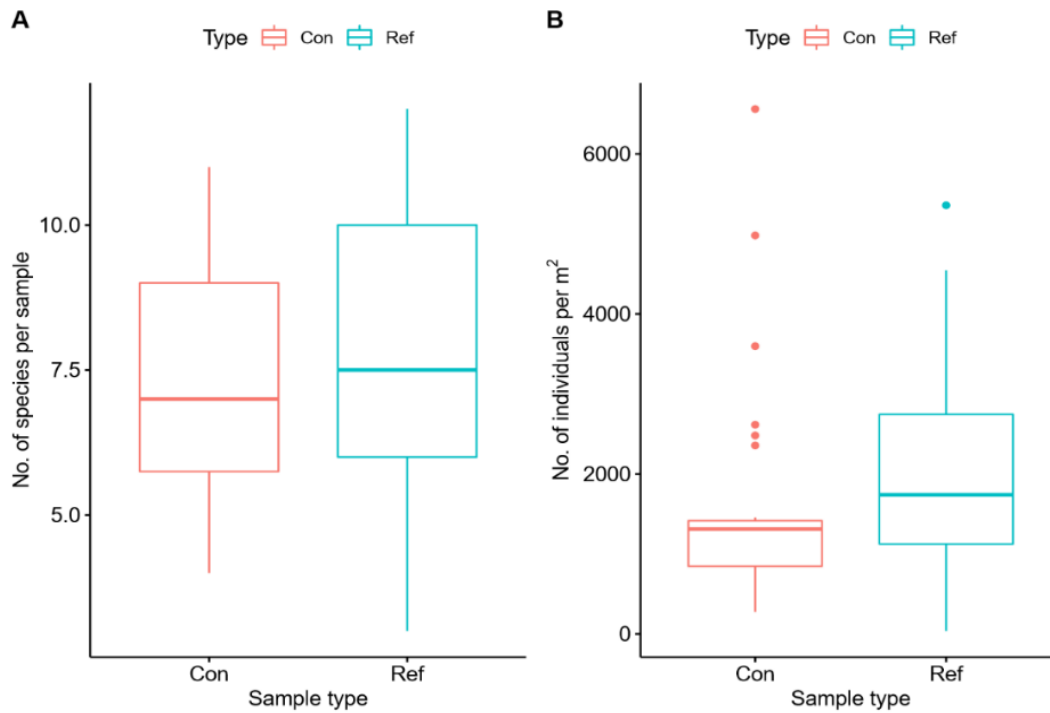 A
Type Con Ref
No. of species per sample
10.0
7.5
5.0
Con Ref
Sample type
B
Type Con Ref
No. of individuals per m²
6000
4000
2000
0
Con Ref
Sample type